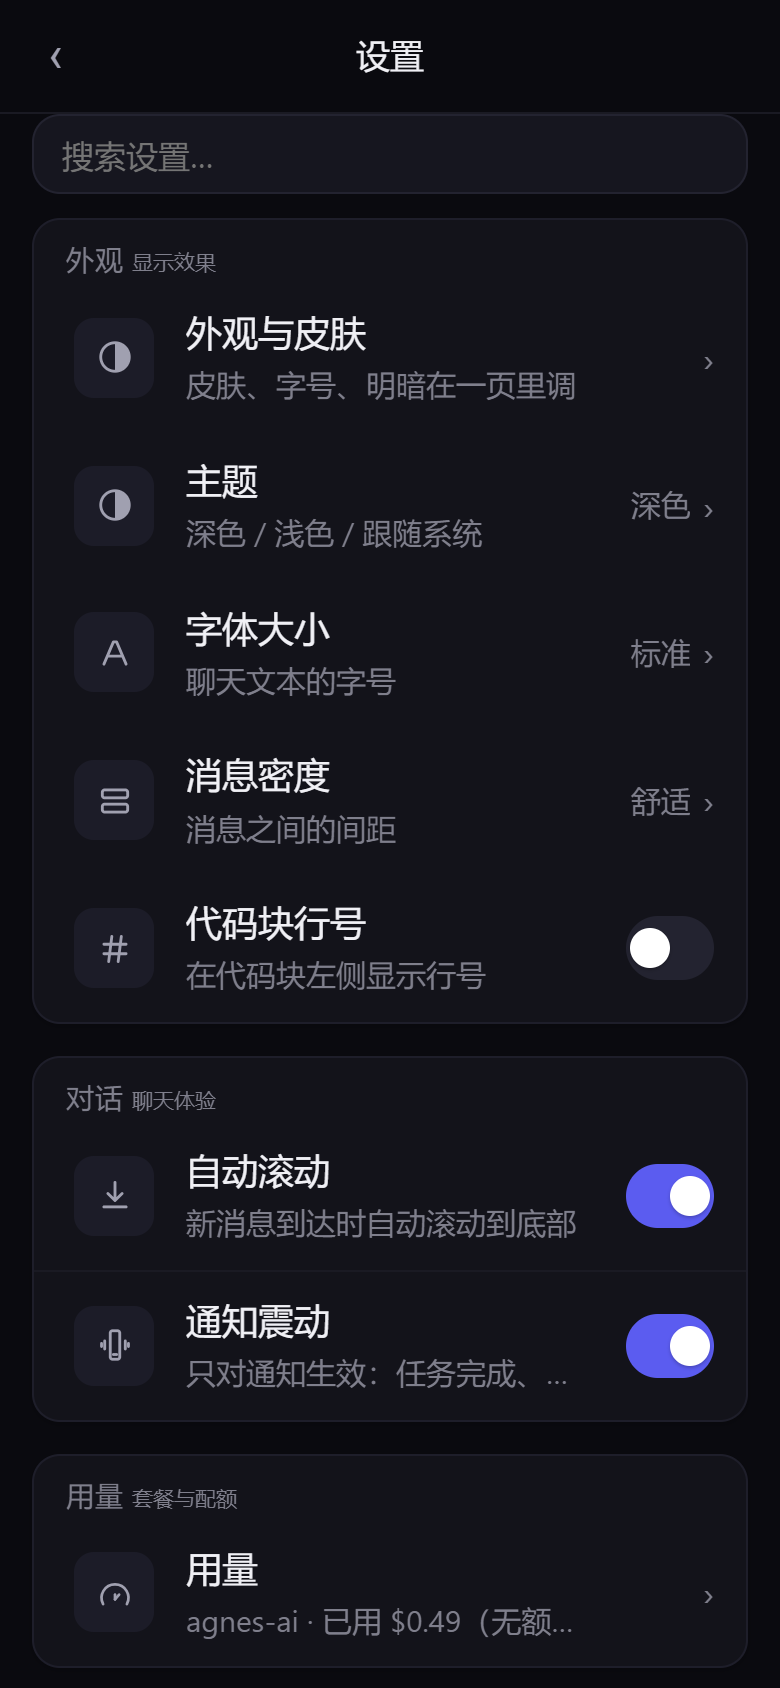 设置
搜索设置...
外观 显示效果
外观与皮肤
皮肤、字号、明暗在一页里调
主题
深色 / 浅色 / 跟随系统
深色
字体大小
聊天文本的字号
标准
消息密度
消息之间的间距
舒适
代码块行号
在代码块左侧显示行号
对话 聊天体验
自动滚动
新消息到达时自动滚动到底部
通知震动
只对通知生效：任务完成、...
用量 套餐与配额
用量
agnes-ai · 已用 $0.49（无额...